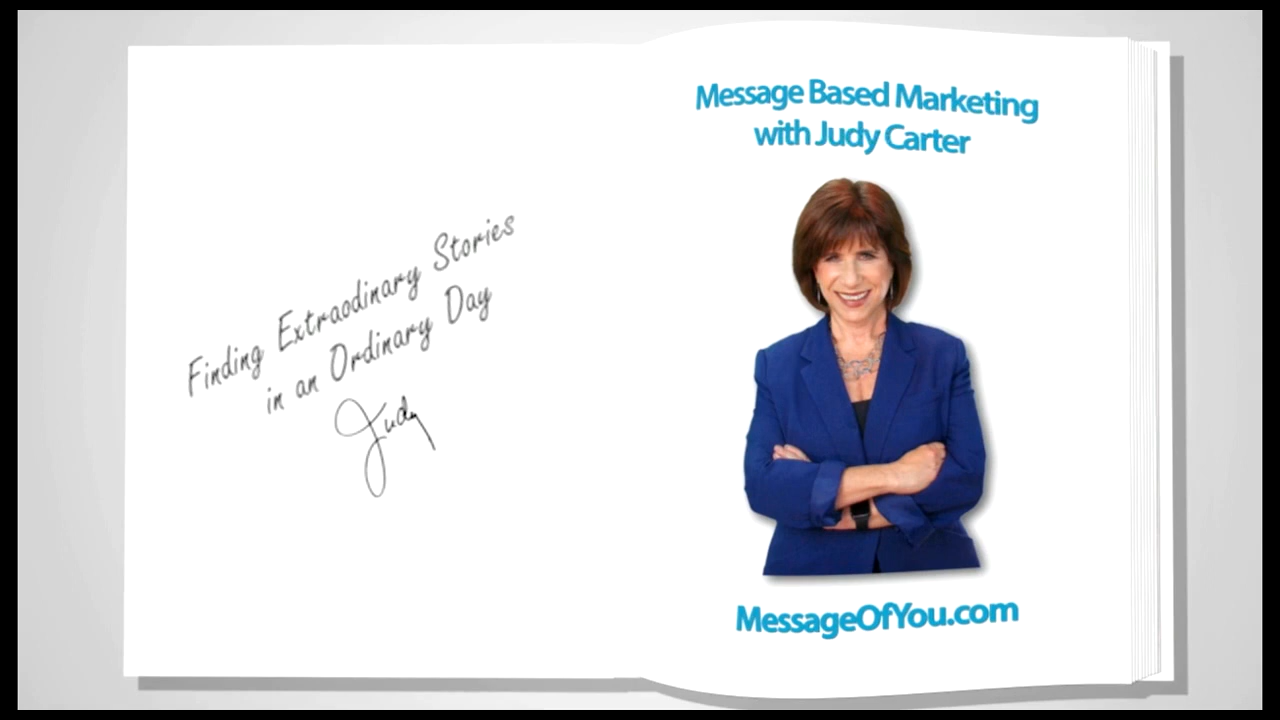 Finding Extraodinary Stories
in an Ordinary Day
Judy
Message Based Marketing
with Judy Carter
MessageOfYou.com